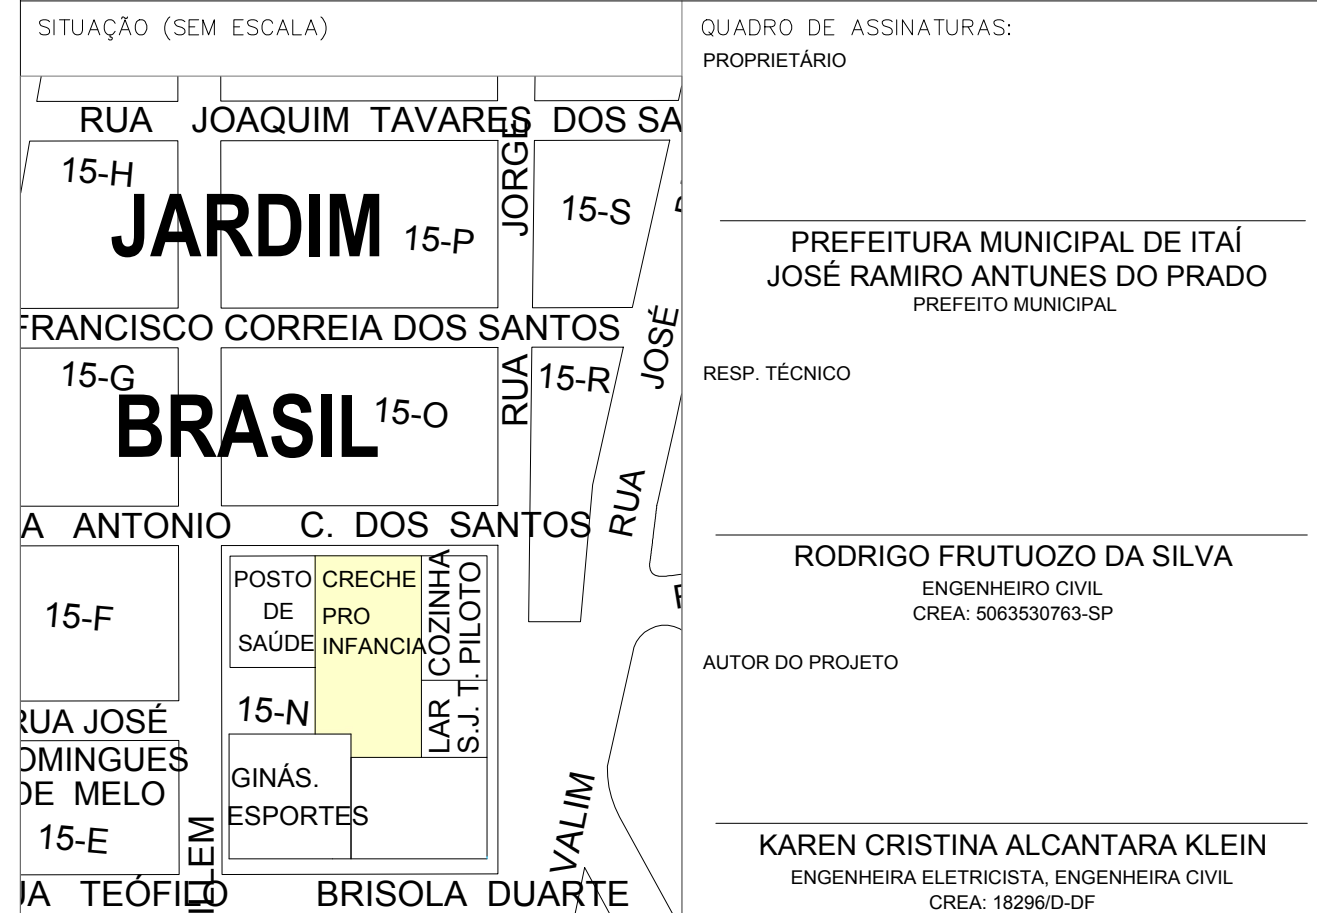 SITUAÇÃO (SEM ESCALA)
RUA JOAQUIM TAVARES DOS SA
JORGE
15-H
JARDIM
15-P
15-S
FRANCISCO CORREIA DOS SANTOS
JOSÉ
15-G
RUA
15-R
BRASIL
15-O
RUA
A ANTONIO C. DOS SANTOS
POSTO
DE
SAÚDE
CRECHE
PRO
INFANCIA
COZINHA
PILOTO
15-F
15-N
LAR
S.J. T.
RUA JOSÉ
OMINGUES
DE MELO
15-E
GINÁS.
ESPORTES
VALIM
UA TEÓFILO BRISOLA DUARTE
QUADRO DE ASSINATURAS:
PROPRIETÁRIO
PREFEITURA MUNICIPAL DE ITAÍ
JOSÉ RAMIRO ANTUNES DO PRADO
PREFEITO MUNICIPAL
RESP. TÉCNICO
RODRIGO FRUTUOZO DA SILVA
ENGENHEIRO CIVIL
CREA: 5063530763-SP
AUTOR DO PROJETO
KAREN CRISTINA ALCANTARA KLEIN
ENGENHEIRA ELETRICISTA, ENGENHEIRA CIVIL
CREA: 18296/D-DF